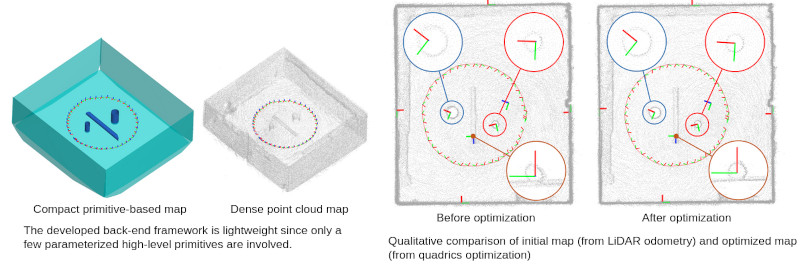 Compact primitive-based map
Dense point cloud map
The developed back-end framework is lightweight since only a
few parameterized high-level primitives are involved.
Before optimization
After optimization
Qualitative comparison of initial map (from LiDAR odometry) and optimized map
(from quadrics optimization)